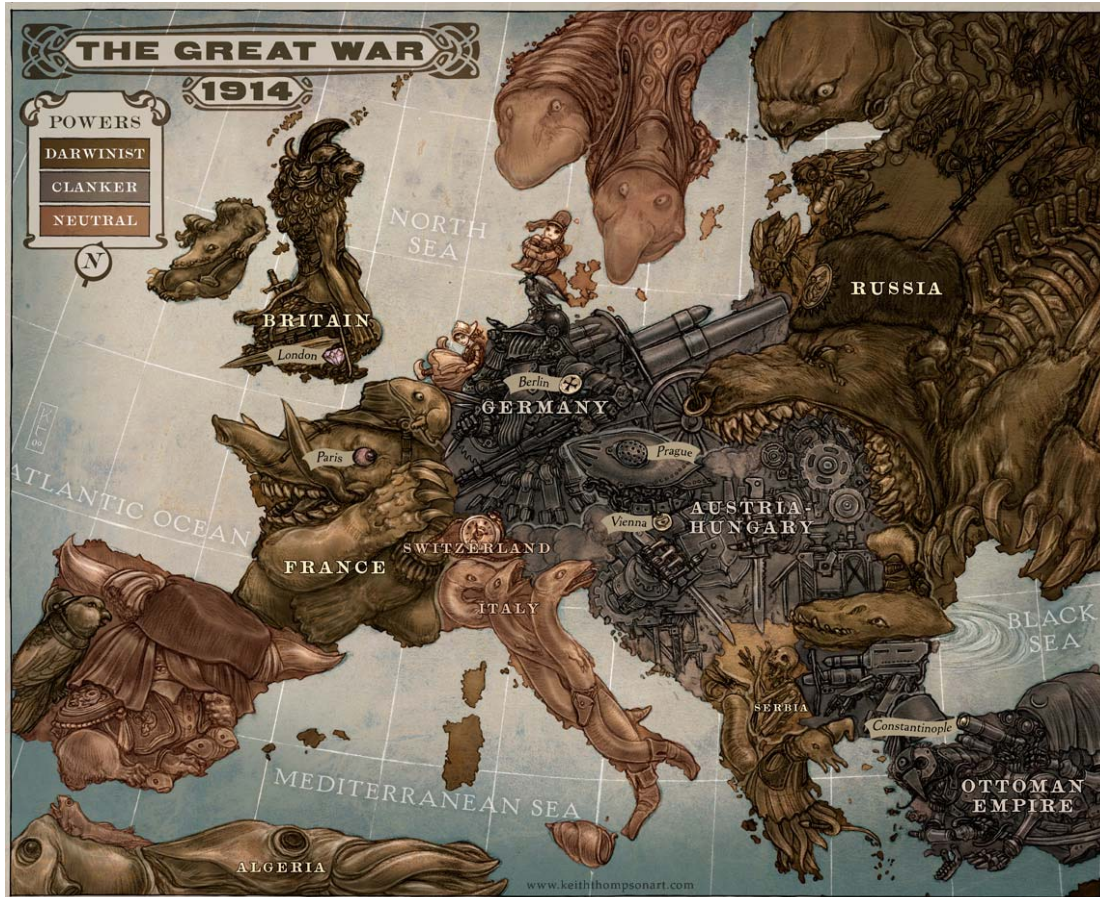 THE GREAT WAR
1914
POWERS
DARWINIST
CLANKER
NEUTRAL
N
NORTH
SEA
BRITAIN
London
RUSSIA
Berlin
GERMANY
Paris
Prague
ATLANTIC OCEAN
Vienna
AUSTRIA-
HUNGARY
SWITZERLAND
FRANCE
ITALY
BLACK
SEA
SERBIA
Constantinople
MEDITERRANEAN SEA
OTTOMAN
EMPIRE
ALGERIA
www.keiththompsonart.com